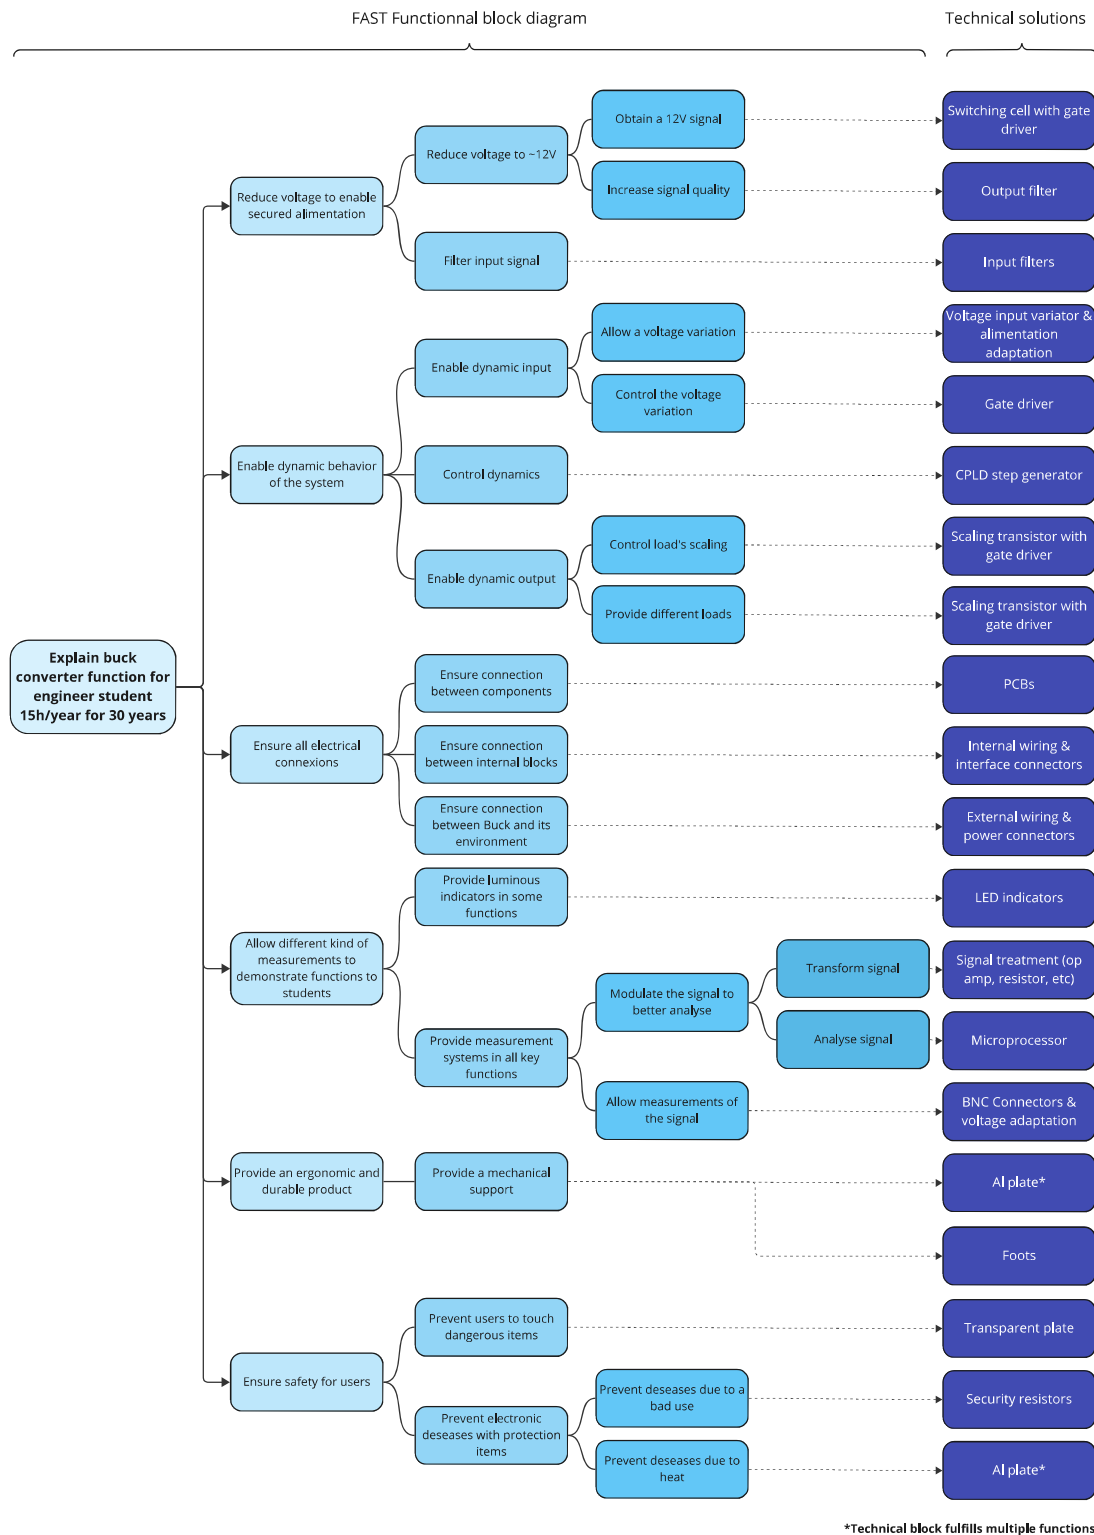 FAST Functionnal block diagram
Technical solutions
Obtain a 12V signal
Switching cell with gate
driver
Reduce voltage to ~12V
Increase signal quality
Output filter
Reduce voltage to enable
secured alimentation
Filter input signal
Input filters
Allow a voltage variation
Voltage input variator &
alimentation
adaptation
Enable dynamic input
Control the voltage
variation
Gate driver
Enable dynamic behavior
of the system
Control dynamics
CPLD step generator
Control load's scaling
Scaling transistor with
gate driver
Enable dynamic output
Provide different loads
Scaling transistor with
gate driver
Explain buck
converter function for
engineer student
15h/year for 30 years
Ensure connection
between components
PCBs
Ensure all electrical
connexions
Ensure connection
between internal blocks
Internal wiring &
interface connectors
Ensure connection
between Buck and its
environment
External wiring &
power connectors
Provide luminous
indicators in some
functions
LED indicators
Allow different kind of
measurements to
demonstrate functions to
students
Transform signal
Signal treatment (op
amp, resistor, etc)
Modulate the signal to
better analyse
Analyse signal
Microprocessor
Provide measurement
systems in all key
functions
Allow measurements of
the signal
BNC Connectors &
voltage adaptation
Provide an ergonomic and
durable product
Provide a mechanical
support
Al plate*
Foots
Prevent users to touch
dangerous items
Transparent plate
Ensure safety for users
Prevent deseases due to a
bad use
Security resistors
Prevent electronic
deseases with protection
items
Prevent deseases due to
heat
Al plate*
*Technical block fulfills multiple functions